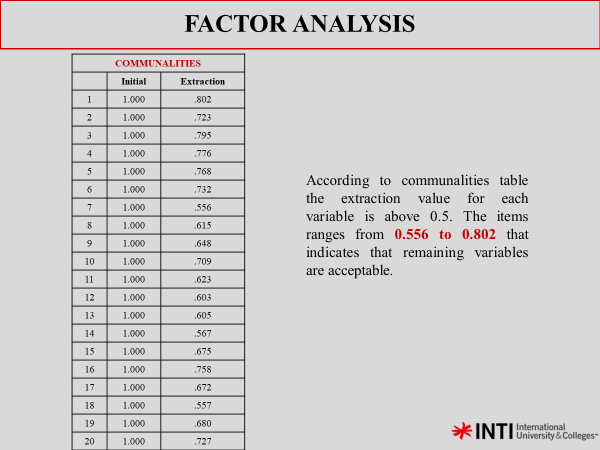 FACTOR ANALYSIS
COMMUNALITIES
Initial Extraction
1 1.000 .802
2 1.000 .723
3 1.000 .795
4 1.000 .776
5 1.000 .768
6 1.000 .732
7 1.000 .556
8 1.000 .615
9 1.000 .648
10 1.000 .709
11 1.000 .623
12 1.000 .603
13 1.000 .605
14 1.000 .567
15 1.000 .675
16 1.000 .758
17 1.000 .672
18 1.000 .557
19 1.000 .680
20 1.000 .727
According to communalities table
the extraction value for each
variable is above 0.5. The items
ranges from 0.556 to 0.802 that
indicates that remaining variables
are acceptable.
INTI International
University & Colleges™